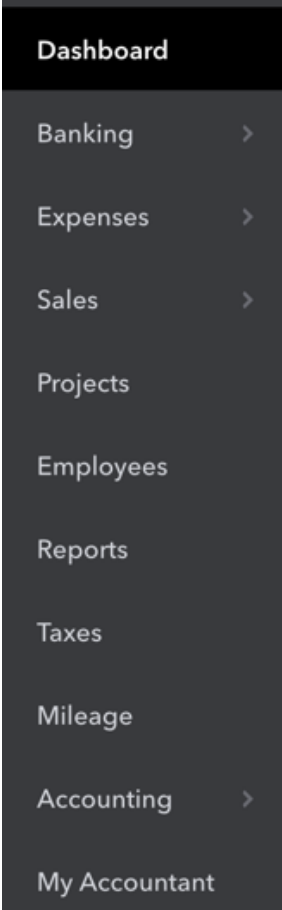 Dashboard
Banking
Expenses
Sales
Projects
Employees
Reports
Taxes
Mileage
Accounting
My Accountant